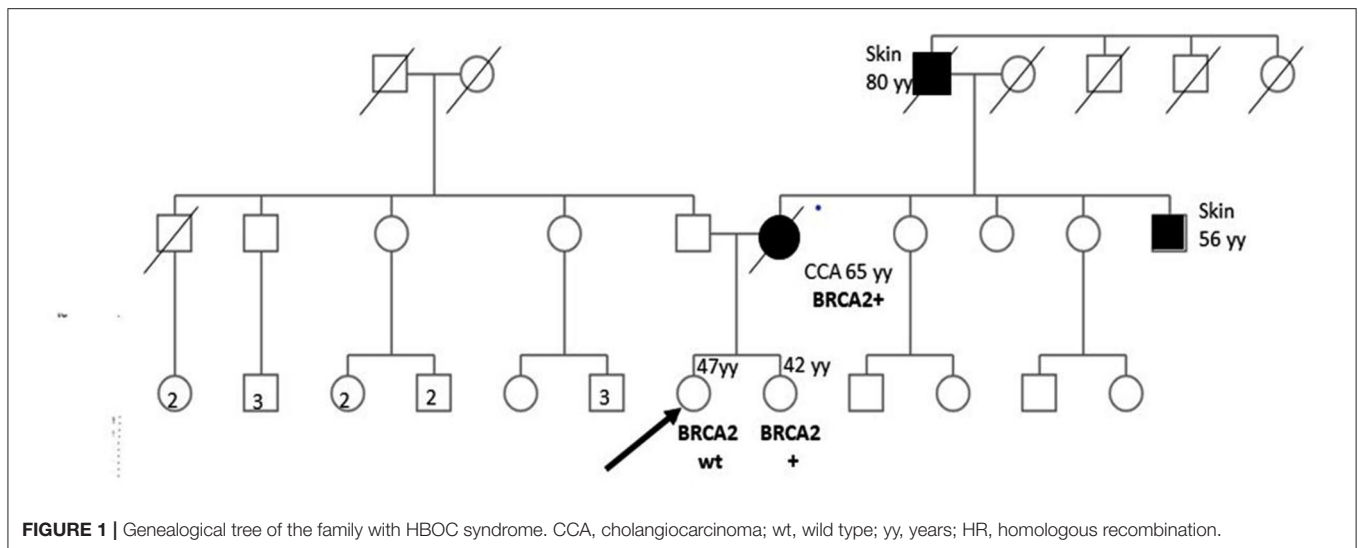 Skin
80 yy
Skin
56 yy
CCA 65 yy
BRCA2+
47yy
42 yy
2
3
2
2
3
BRCA2
wt
BRCA2
+
FIGURE 1 | Genealogical tree of the family with HBOC syndrome. CCA, cholangiocarcinoma; wt, wild type; yy, years; HR, homologous recombination.